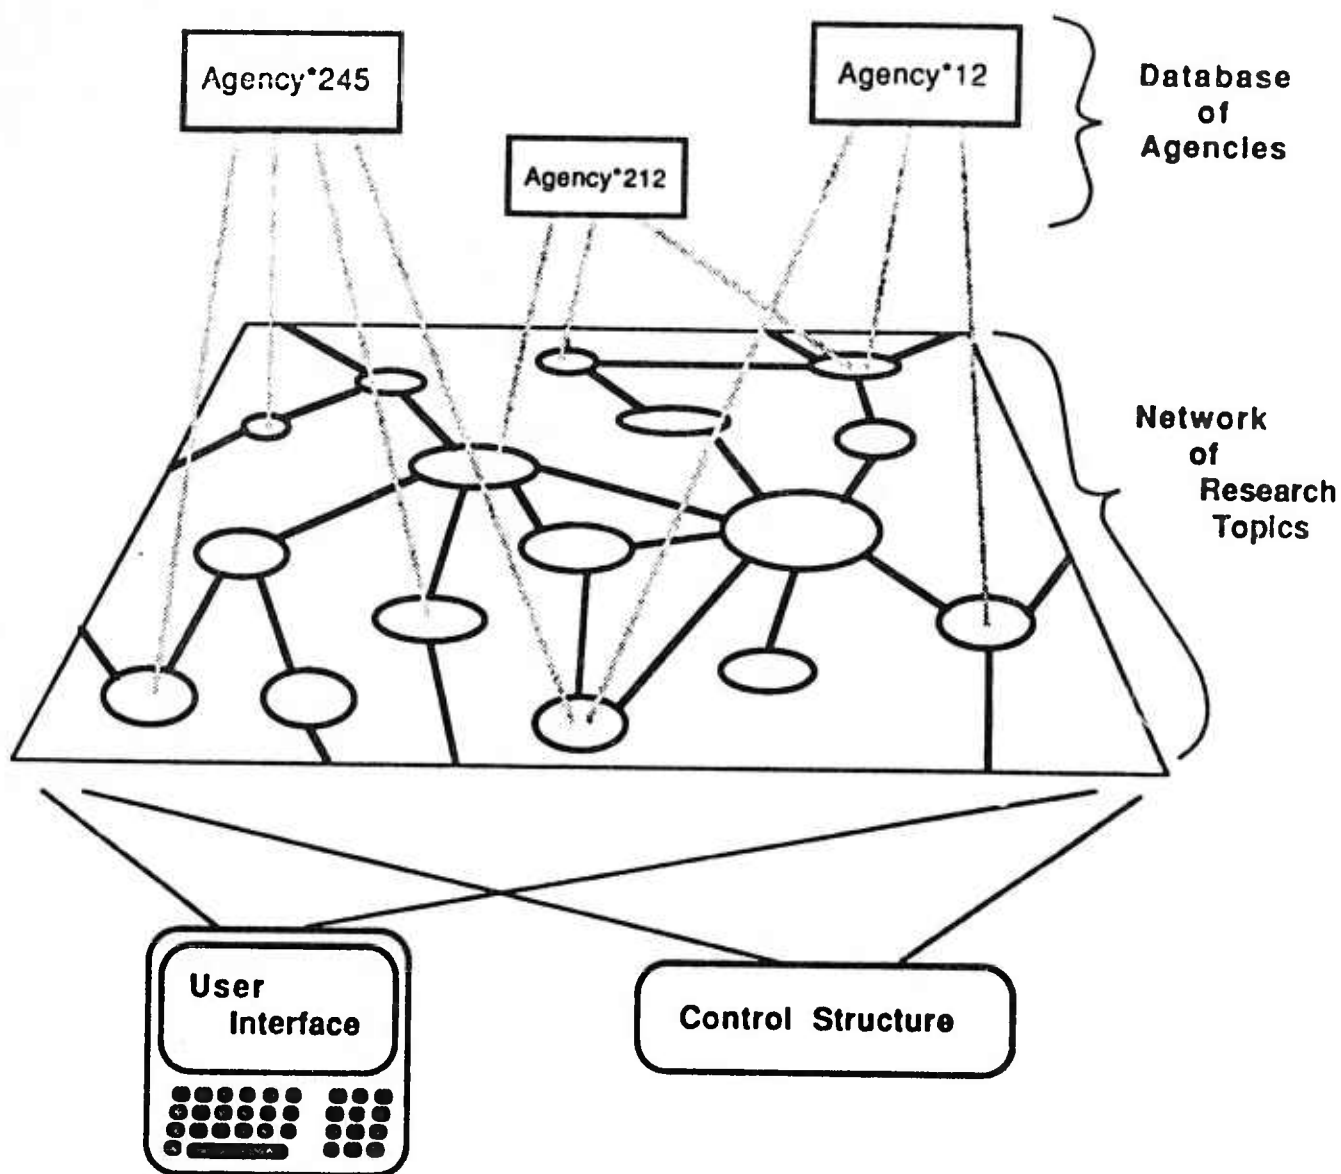 Agency*245
Agency*12
Agency*212
Database
of
Agencies
Network
of
Research
Topics
User
Interface
Control Structure